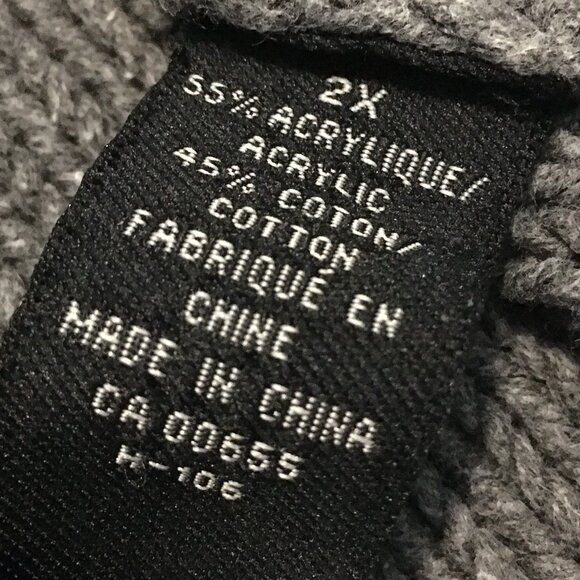 2X
55% ACRYLIQUE/
ACRYLIC
45% COTON/
COTTON
FABRIQUÉ EN
CHINE
MADE IN CHINA
CA 00655
H-106